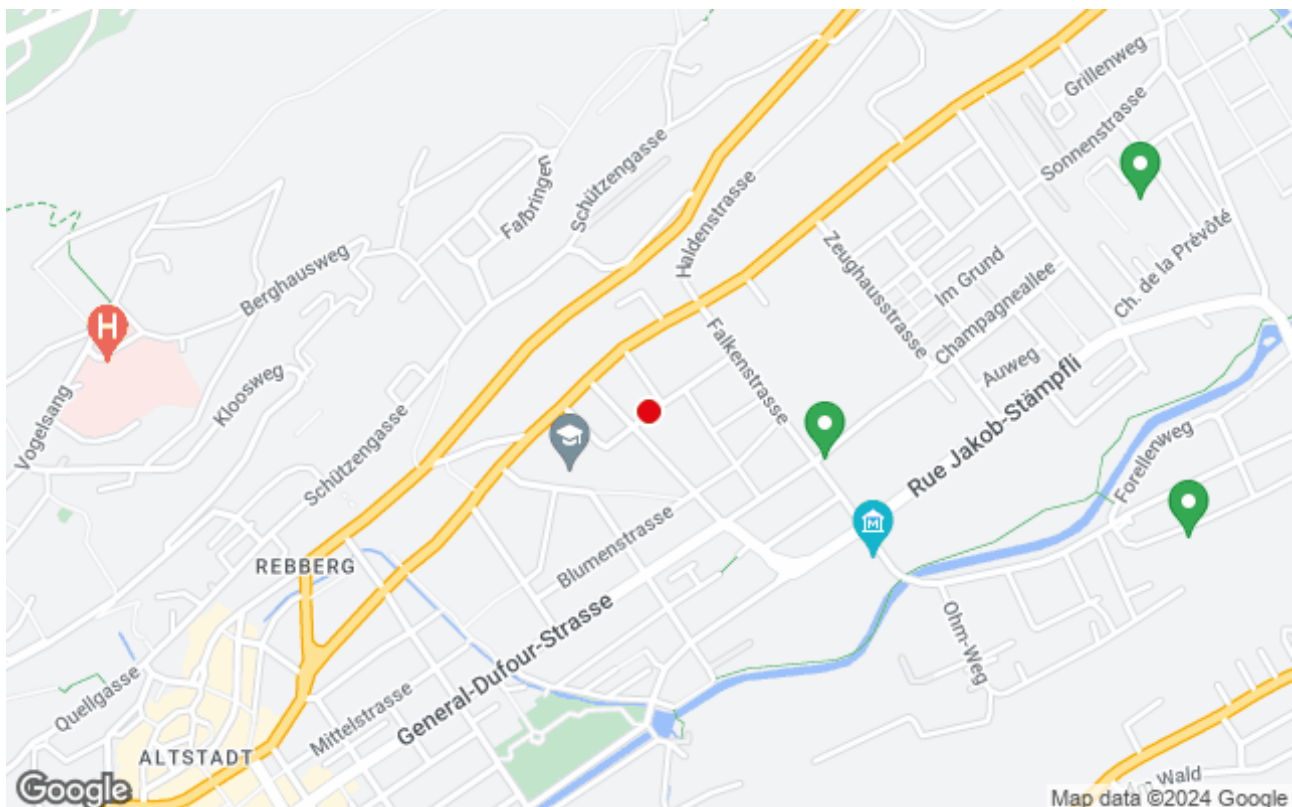 Grillenweg
Sonnenstrasse
Schützengasse
Falbringen
Haldenstrasse
Zeughausstrasse
Im Grund
Champagneallee
Ch. de la Prévôté
Berghausweg
H
Falkenstrasse
Auweg
Rue Jakob-Stämpfli
Vogelsang
Kloosweg
Schützengasse
Forellenweg
M
REBBERG
Blumenstrasse
General-Dufour-Strasse
Ohm-Weg
Quellgasse
Mittelstrasse
ALTSTADT
Google
Am Wald
Map data ©2024 Google